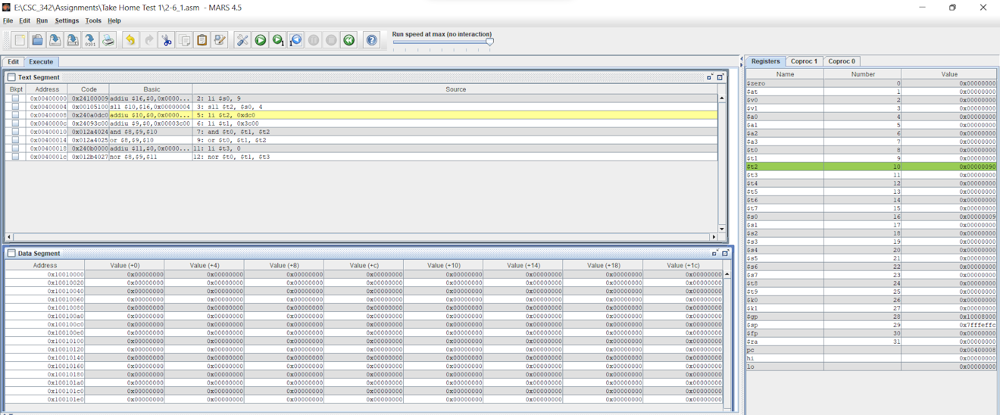 E:\CSC_342\Assignments\Take Home Test 1\2-6_1.asm - MARS 4.5
File Edit Run Settings Tools Help
Run speed at max (no interaction)
Edit Execute
Text Segment
Bkpt Address Code Basic Source
0x00400000 0x24100009 addiu $16,$0,0x0000... 2: li $s0, 9
0x00400004 0x00105100 sll $10,$16,0x00000004 3: sll $t2, $s0, 4
0x00400008 0x240a0dc0 addiu $10,$0,0x0000... 5: li $t2, 0xdc0
0x0040000c 0x24093c00 addiu $9,$0,0x00003c00 6: li $t1, 0x3c00
0x00400010 0x012a4024 and $8,$9,$10 7: and $t0, $t1, $t2
0x00400014 0x012a4025 or $8,$9,$10 9: or $t0, $t1, $t2
0x00400018 0x240b0000 addiu $11,$0,0x0000... 11: li $t3, 0
0x0040001c 0x012b4027 nor $8,$9,$11 12: nor $t0, $t1, $t3
Data Segment
Address Value (+0) Value (+4) Value (+8) Value (+c) Value (+10) Value (+14) Value (+18) Value (+1c)
0x10010000 0x00000000 0x00000000 0x00000000 0x00000000 0x00000000 0x00000000 0x00000000 0x00000000
0x10010020 0x00000000 0x00000000 0x00000000 0x00000000 0x00000000 0x00000000 0x00000000 0x00000000
0x10010040 0x00000000 0x00000000 0x00000000 0x00000000 0x00000000 0x00000000 0x00000000 0x00000000
0x10010060 0x00000000 0x00000000 0x00000000 0x00000000 0x00000000 0x00000000 0x00000000 0x00000000
0x10010080 0x00000000 0x00000000 0x00000000 0x00000000 0x00000000 0x00000000 0x00000000 0x00000000
0x100100a0 0x00000000 0x00000000 0x00000000 0x00000000 0x00000000 0x00000000 0x00000000 0x00000000
0x100100c0 0x00000000 0x00000000 0x00000000 0x00000000 0x00000000 0x00000000 0x00000000 0x00000000
0x100100e0 0x00000000 0x00000000 0x00000000 0x00000000 0x00000000 0x00000000 0x00000000 0x00000000
0x10010100 0x00000000 0x00000000 0x00000000 0x00000000 0x00000000 0x00000000 0x00000000 0x00000000
0x10010120 0x00000000 0x00000000 0x00000000 0x00000000 0x00000000 0x00000000 0x00000000 0x00000000
0x10010140 0x00000000 0x00000000 0x00000000 0x00000000 0x00000000 0x00000000 0x00000000 0x00000000
0x10010160 0x00000000 0x00000000 0x00000000 0x00000000 0x00000000 0x00000000 0x00000000 0x00000000
0x10010180 0x00000000 0x00000000 0x00000000 0x00000000 0x00000000 0x00000000 0x00000000 0x00000000
0x100101a0 0x00000000 0x00000000 0x00000000 0x00000000 0x00000000 0x00000000 0x00000000 0x00000000
0x100101c0 0x00000000 0x00000000 0x00000000 0x00000000 0x00000000 0x00000000 0x00000000 0x00000000
0x100101e0 0x00000000 0x00000000 0x00000000 0x00000000 0x00000000 0x00000000 0x00000000 0x00000000
Registers Coproc 1 Coproc 0
Name Number Value
$zero 0 0x00000000
$at 1 0x00000000
$v0 2 0x00000000
$v1 3 0x00000000
$a0 4 0x00000000
$a1 5 0x00000000
$a2 6 0x00000000
$a3 7 0x00000000
$t0 8 0x00000000
$t1 9 0x00000000
$t2 10 0x00000090
$t3 11 0x00000000
$t4 12 0x00000000
$t5 13 0x00000000
$t6 14 0x00000000
$t7 15 0x00000000
$s0 16 0x00000009
$s1 17 0x00000000
$s2 18 0x00000000
$s3 19 0x00000000
$s4 20 0x00000000
$s5 21 0x00000000
$s6 22 0x00000000
$s7 23 0x00000000
$t8 24 0x00000000
$t9 25 0x00000000
$k0 26 0x00000000
$k1 27 0x00000000
$gp 28 0x10008000
$sp 29 0x7fffeffc
$fp 30 0x00000000
$ra 31 0x00000000
pc 0x00400008
hi 0x00000000
lo 0x00000000